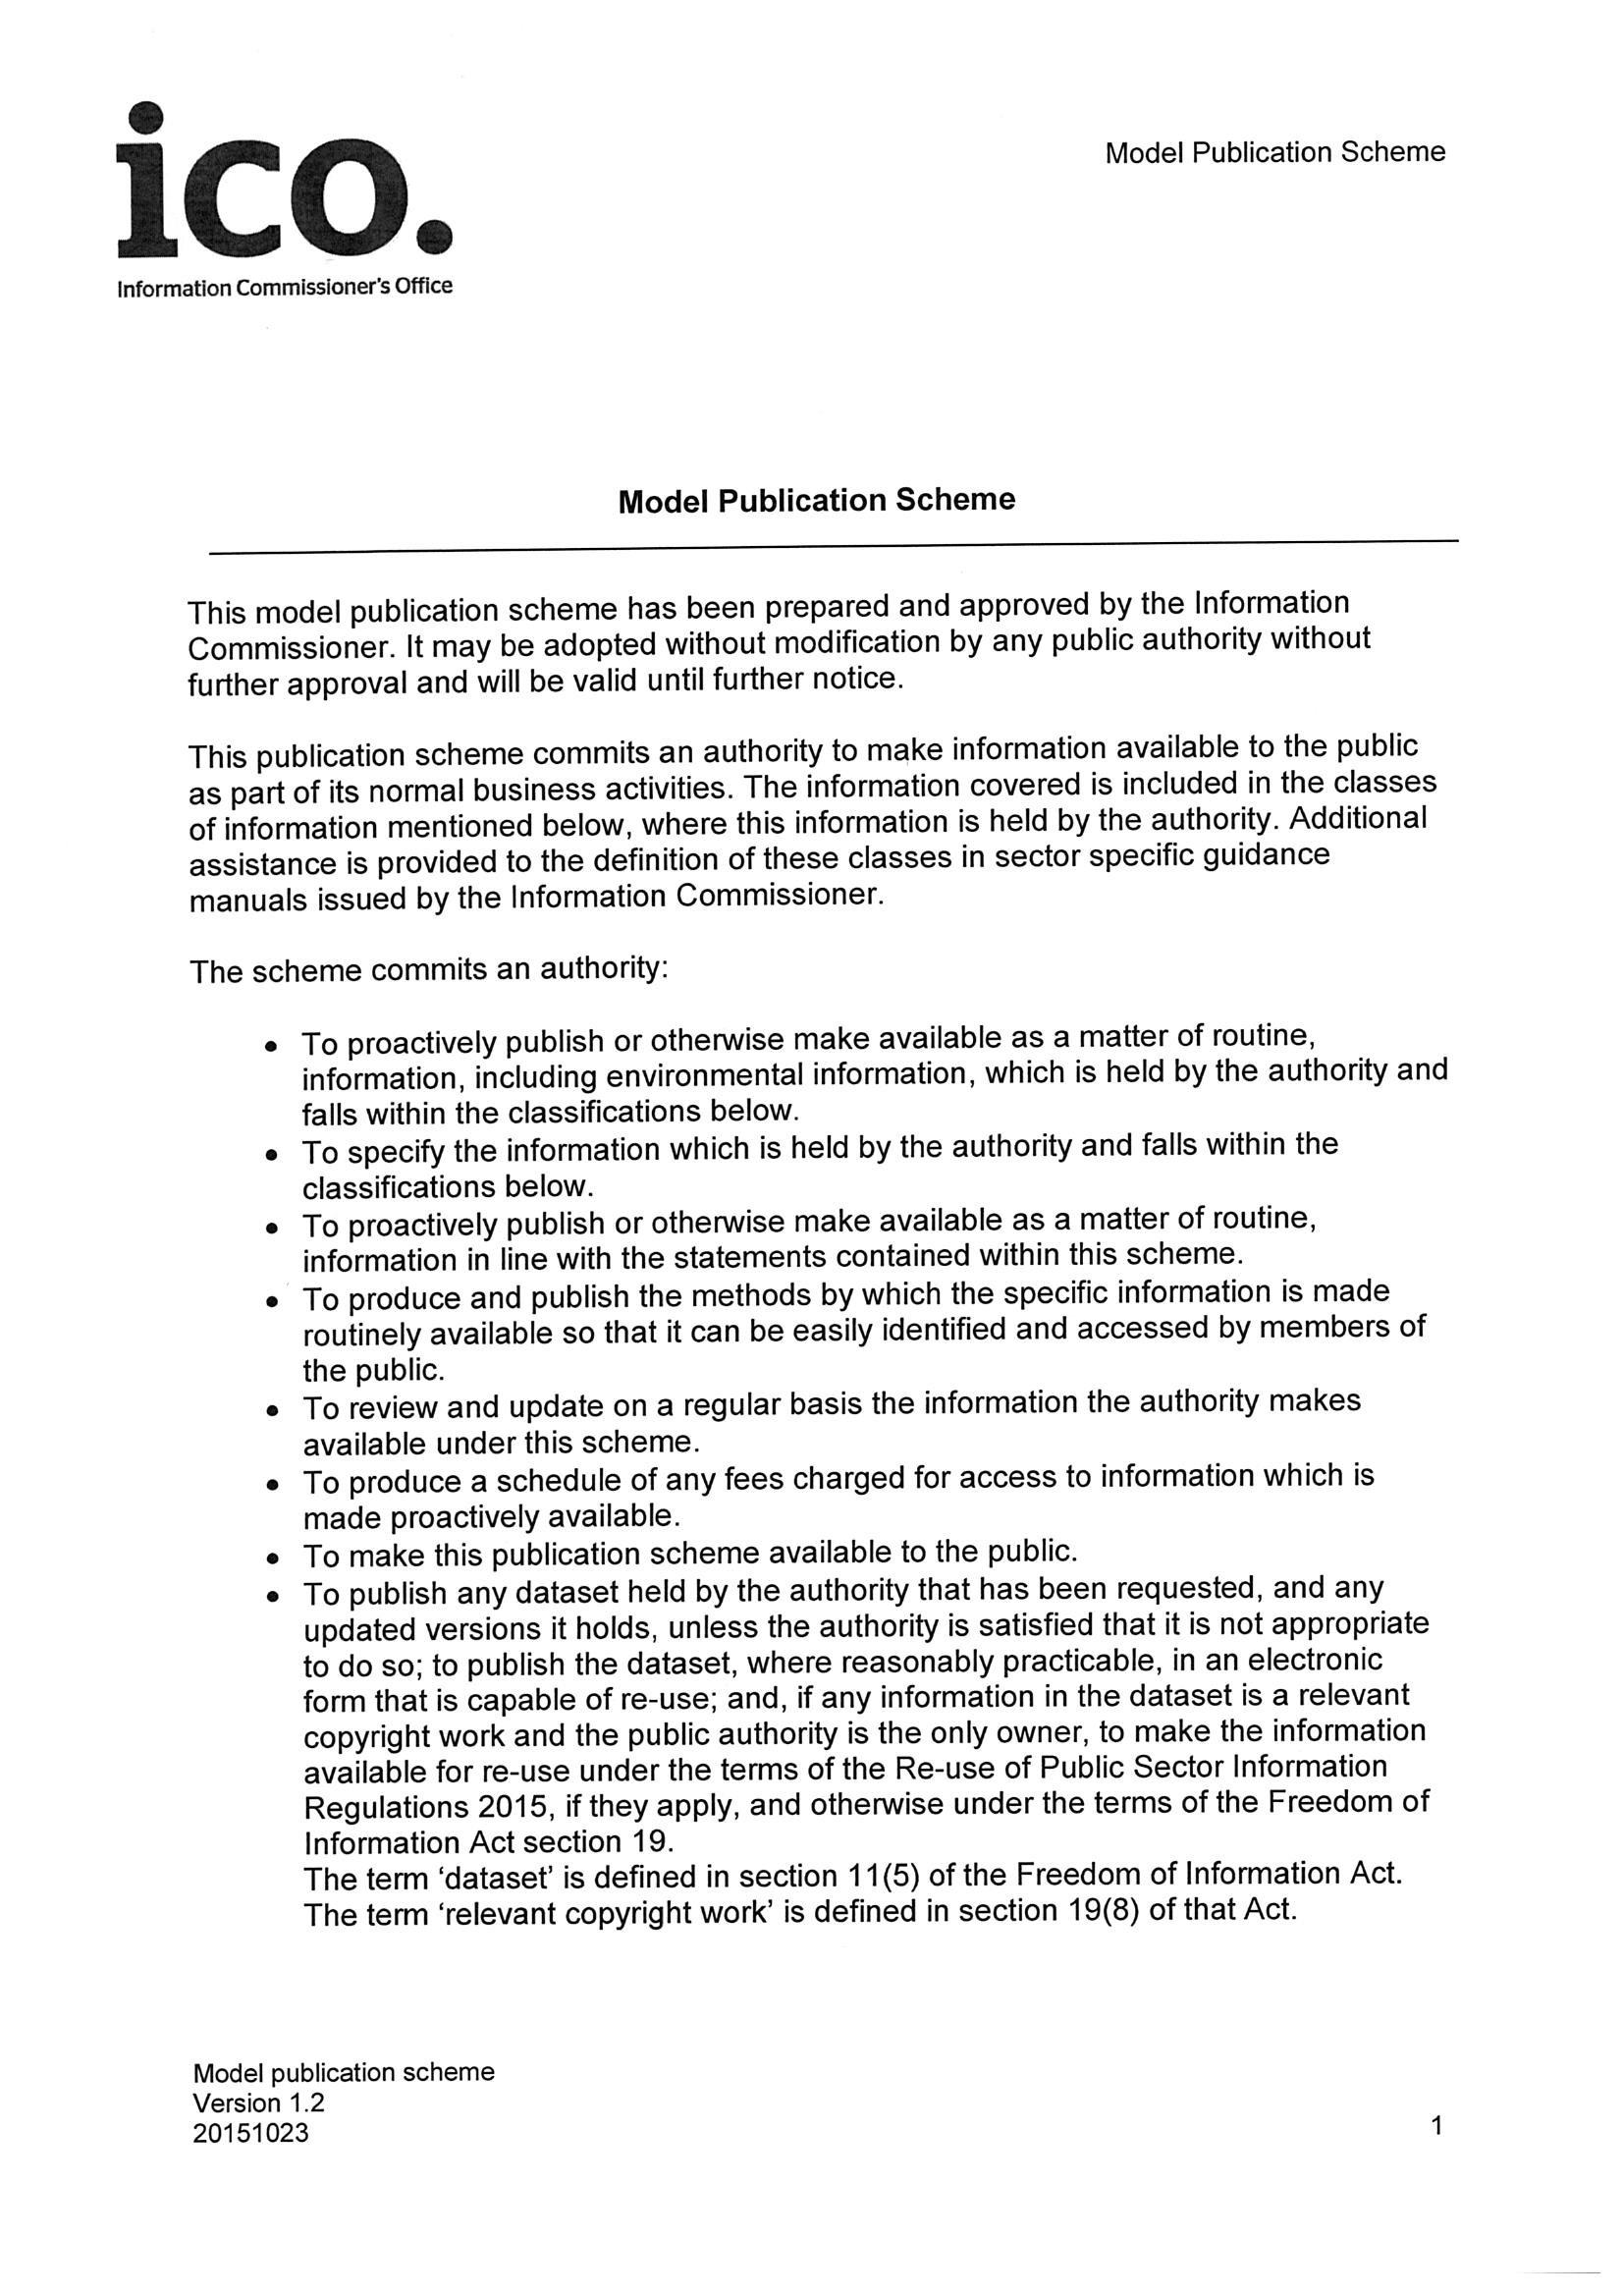 ico.
Information Commissioner's Office
Model Publication Scheme
Model Publication Scheme
This model publication scheme has been prepared and approved by the Information
Commissioner. It may be adopted without modification by any public authority without
further approval and will be valid until further notice.
This publication scheme commits an authority to make information available to the public
as part of its normal business activities. The information covered is included in the classes
of information mentioned below, where this information is held by the authority. Additional
assistance is provided to the definition of these classes in sector specific guidance
manuals issued by the Information Commissioner.
The scheme commits an authority:
• To proactively publish or otherwise make available as a matter of routine,
information, including environmental information, which is held by the authority and
falls within the classifications below.
• To specify the information which is held by the authority and falls within the
classifications below.
• To proactively publish or otherwise make available as a matter of routine,
information in line with the statements contained within this scheme.
• To produce and publish the methods by which the specific information is made
routinely available so that it can be easily identified and accessed by members of
the public.
• To review and update on a regular basis the information the authority makes
available under this scheme.
• To produce a schedule of any fees charged for access to information which is
made proactively available.
• To make this publication scheme available to the public.
• To publish any dataset held by the authority that has been requested, and any
updated versions it holds, unless the authority is satisfied that it is not appropriate
to do so; to publish the dataset, where reasonably practicable, in an electronic
form that is capable of re-use; and, if any information in the dataset is a relevant
copyright work and the public authority is the only owner, to make the information
available for re-use under the terms of the Re-use of Public Sector Information
Regulations 2015, if they apply, and otherwise under the terms of the Freedom of
Information Act section 19.
The term ‘dataset’ is defined in section 11(5) of the Freedom of Information Act.
The term ‘relevant copyright work’ is defined in section 19(8) of that Act.
Model publication scheme
Version 1.2
20151023
1